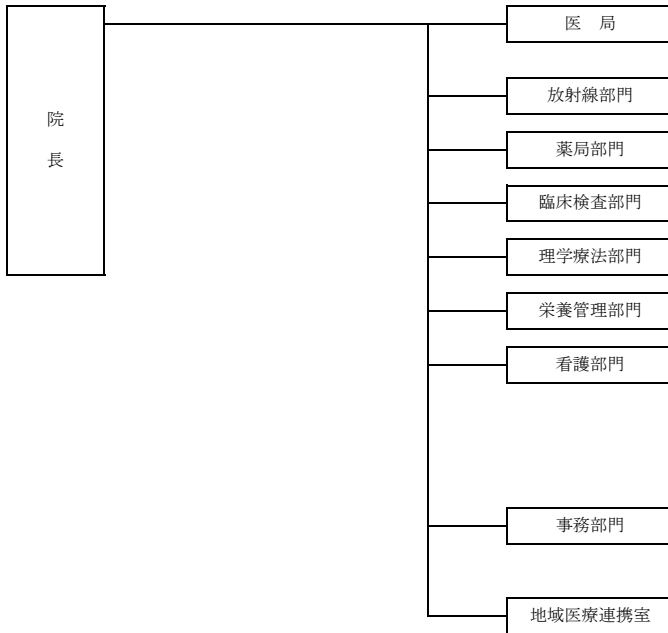 院長
医　局
放射線部門
薬局部門
臨床検査部門
理学療法部門
栄養管理部門
看護部門
事務部門
地域医療連携室